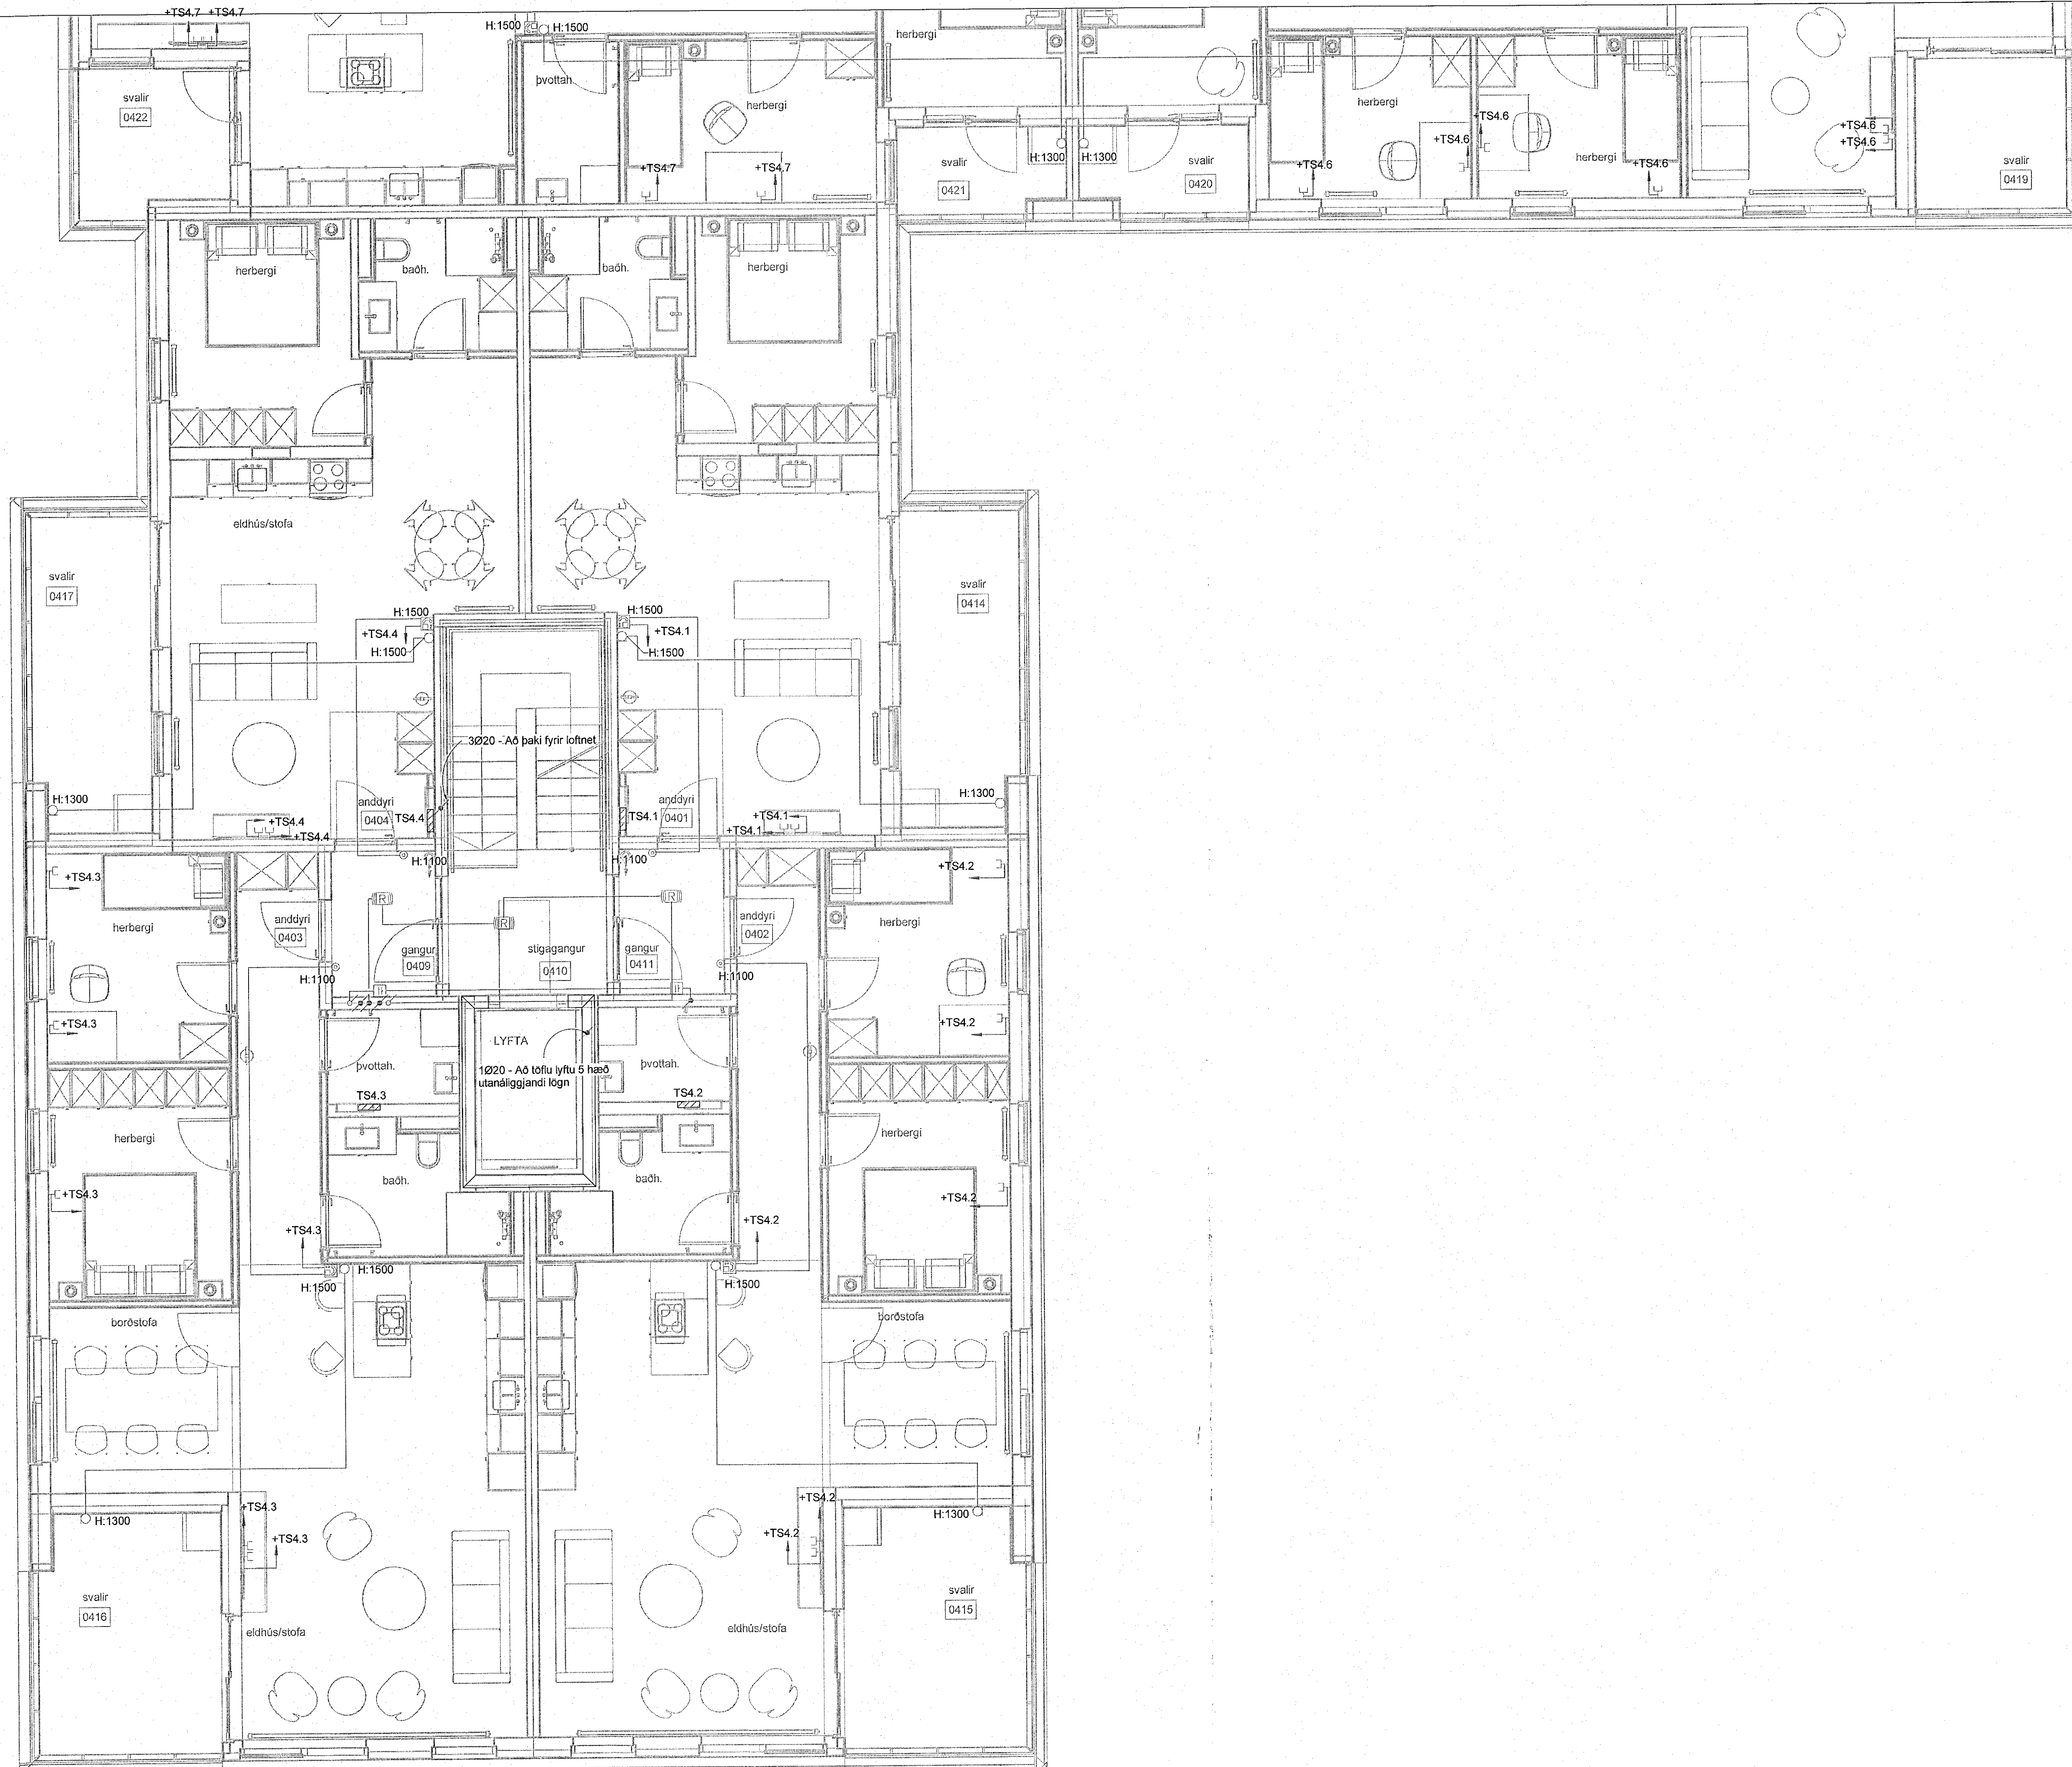 +TS4.7 +TS4.7
H:1500
H:1500
herbergi
þvottah.
svalir
0422
herbergi
herbergi
+TS4.6
+TS4.6
+TS4.6
+TS4.6
herbergi
+TS4.7
+TS4.7
svalir
0421
H:1300
H:1300
svalir
0420
+TS4.6
+TS4.6
svalir
0419
herbergi
baðh.
baðh.
herbergi
eldhús/stofa
svalir
0417
svalir
0414
H:1500
+TS4.4
H:1500
H:1500
+TS4.1
H:1500
3Ø20 - Að þaki fyrir loftnet
H:1300
anddyri
0404
TS4.4
TS4.1
anddyri
0401
H:1300
+TS4.4
+TS4.4
+TS4.1
+TS4.1
H:1100
H:1100
+TS4.3
+TS4.2
herbergi
anddyri
0403
R
R
R
anddyri
0402
herbergi
gangur
0409
stigagangur
0410
gangur
0411
H:1100
H:1100
+TS4.3
+TS4.2
LYFTA
þvottah.
þvottah.
1Ø20 - Að töflu lyftu 5 hæð
utanáliggjandi lögn
TS4.3
TS4.2
herbergi
herbergi
baðh.
baðh.
+TS4.3
+TS4.2
+TS4.3
+TS4.2
H:1500
H:1500
H:1500
borðstofa
borðstofa
+TS4.3
+TS4.2
H:1300
H:1300
+TS4.3
+TS4.2
svalir
0416
svalir
0415
eldhús/stofa
eldhús/stofa